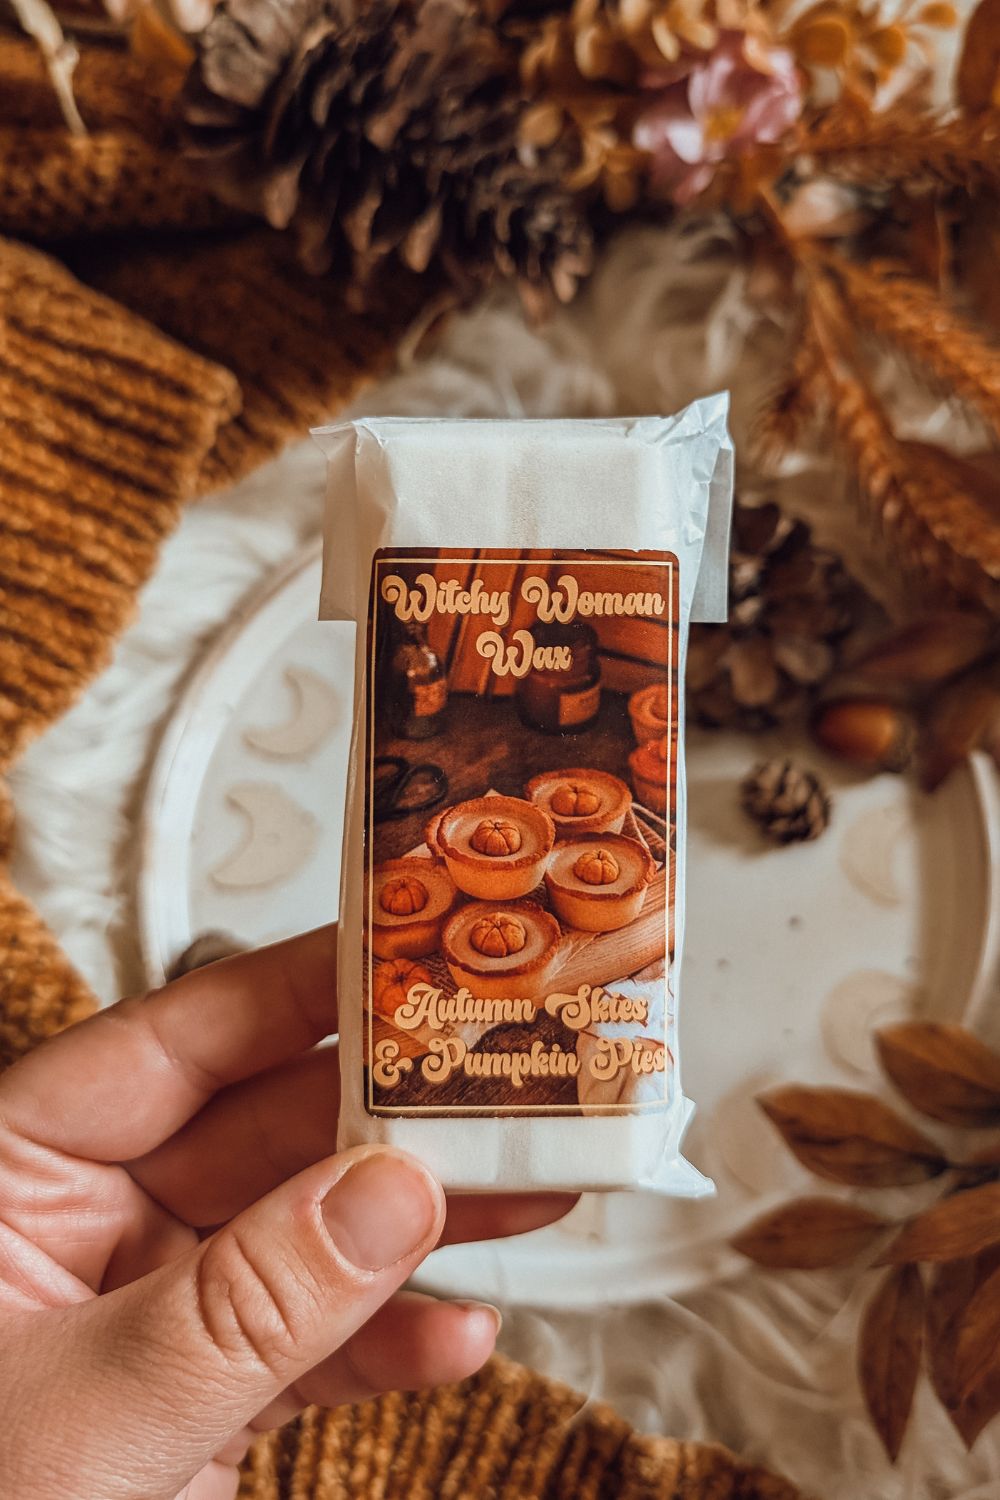 Witchy Woman
Wax
Autumn Skies
& Pumpkin Pies